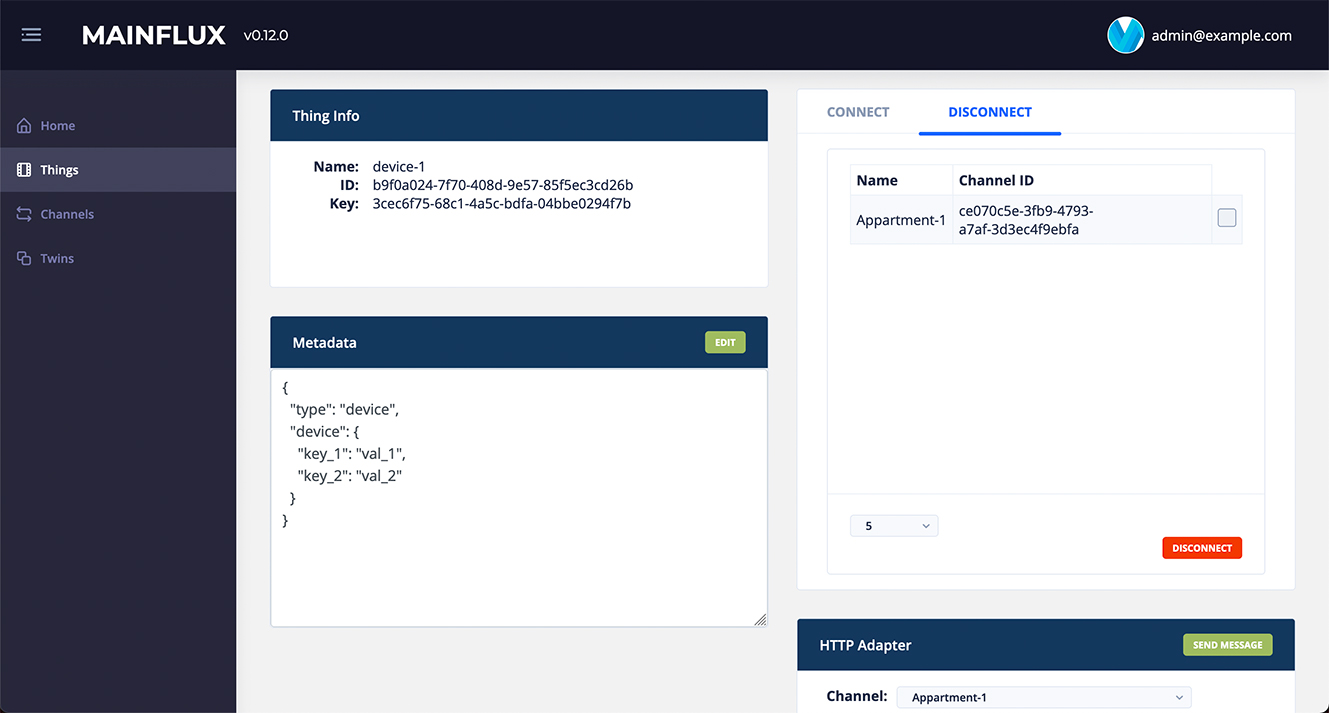 MAINFLUX v0.12.0
admin@example.com
Home
Things
Channels
Twins
Thing Info
Name: device-1
ID: b9f0a024-7f70-408d-9e57-85f5ec3cd26b
Key: 3cec6f75-68c1-4a5c-bdfa-04bbe0294f7b
Metadata
EDIT
{
"type": "device",
"device": {
"key_1": "val_1",
"key_2": "val_2"
}
}
CONNECT DISCONNECT
Name Channel ID
Appartment-1 ce070c5e-3fb9-4793-
a7af-3d3ec4f9ebfa
5
DISCONNECT
HTTP Adapter
SEND MESSAGE
Channel: Appartment-1